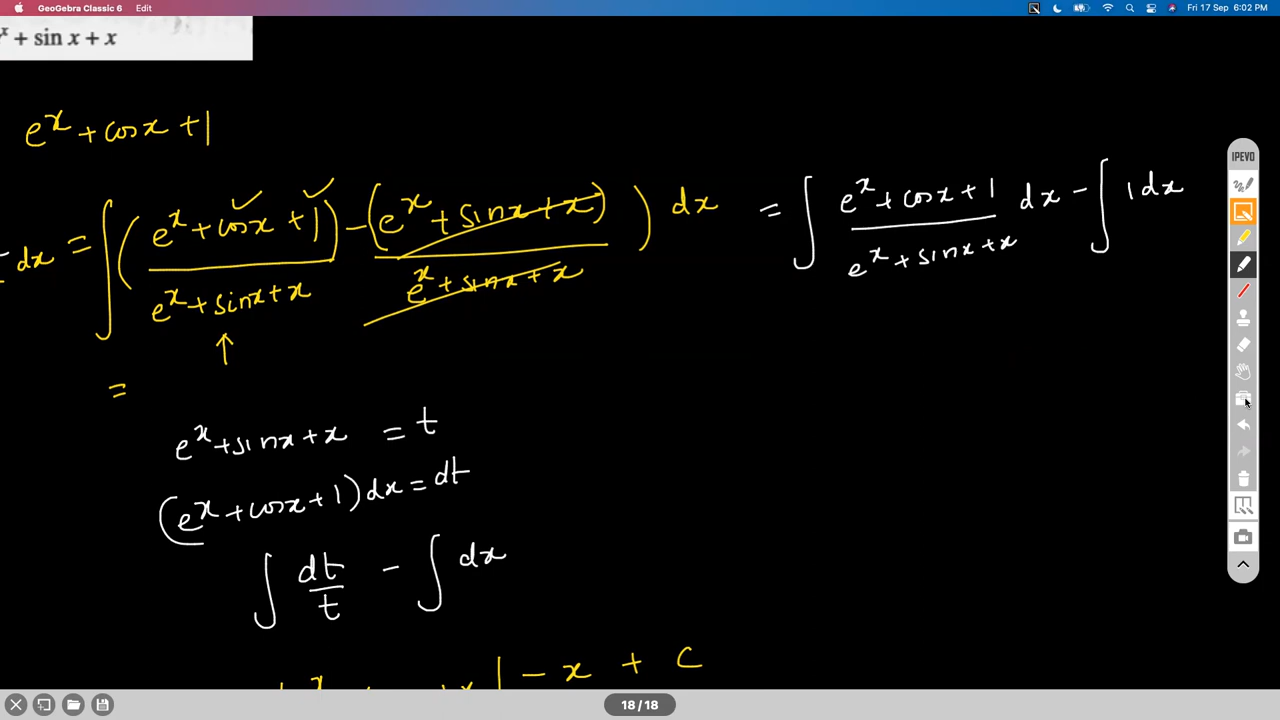 GeoGebra Classic 6 Edit Fri 17 Sep 6:02 PM
x + sin x + x
e^x + cos x + 1
IPEVO
dx = ∫ ( (e^x + cos x + 1) / (e^x + sin x + x) - (e^x + sin x + x) / (e^x + sin x + x) ) dx = ∫ (e^x + cos x + 1) / (e^x + sin x + x) dx - ∫ 1 dx
=
e^x + sin x + x = t
(e^x + cos x + 1) dx = dt
∫ dt/t - ∫ dx
x | - x + c
18 / 18